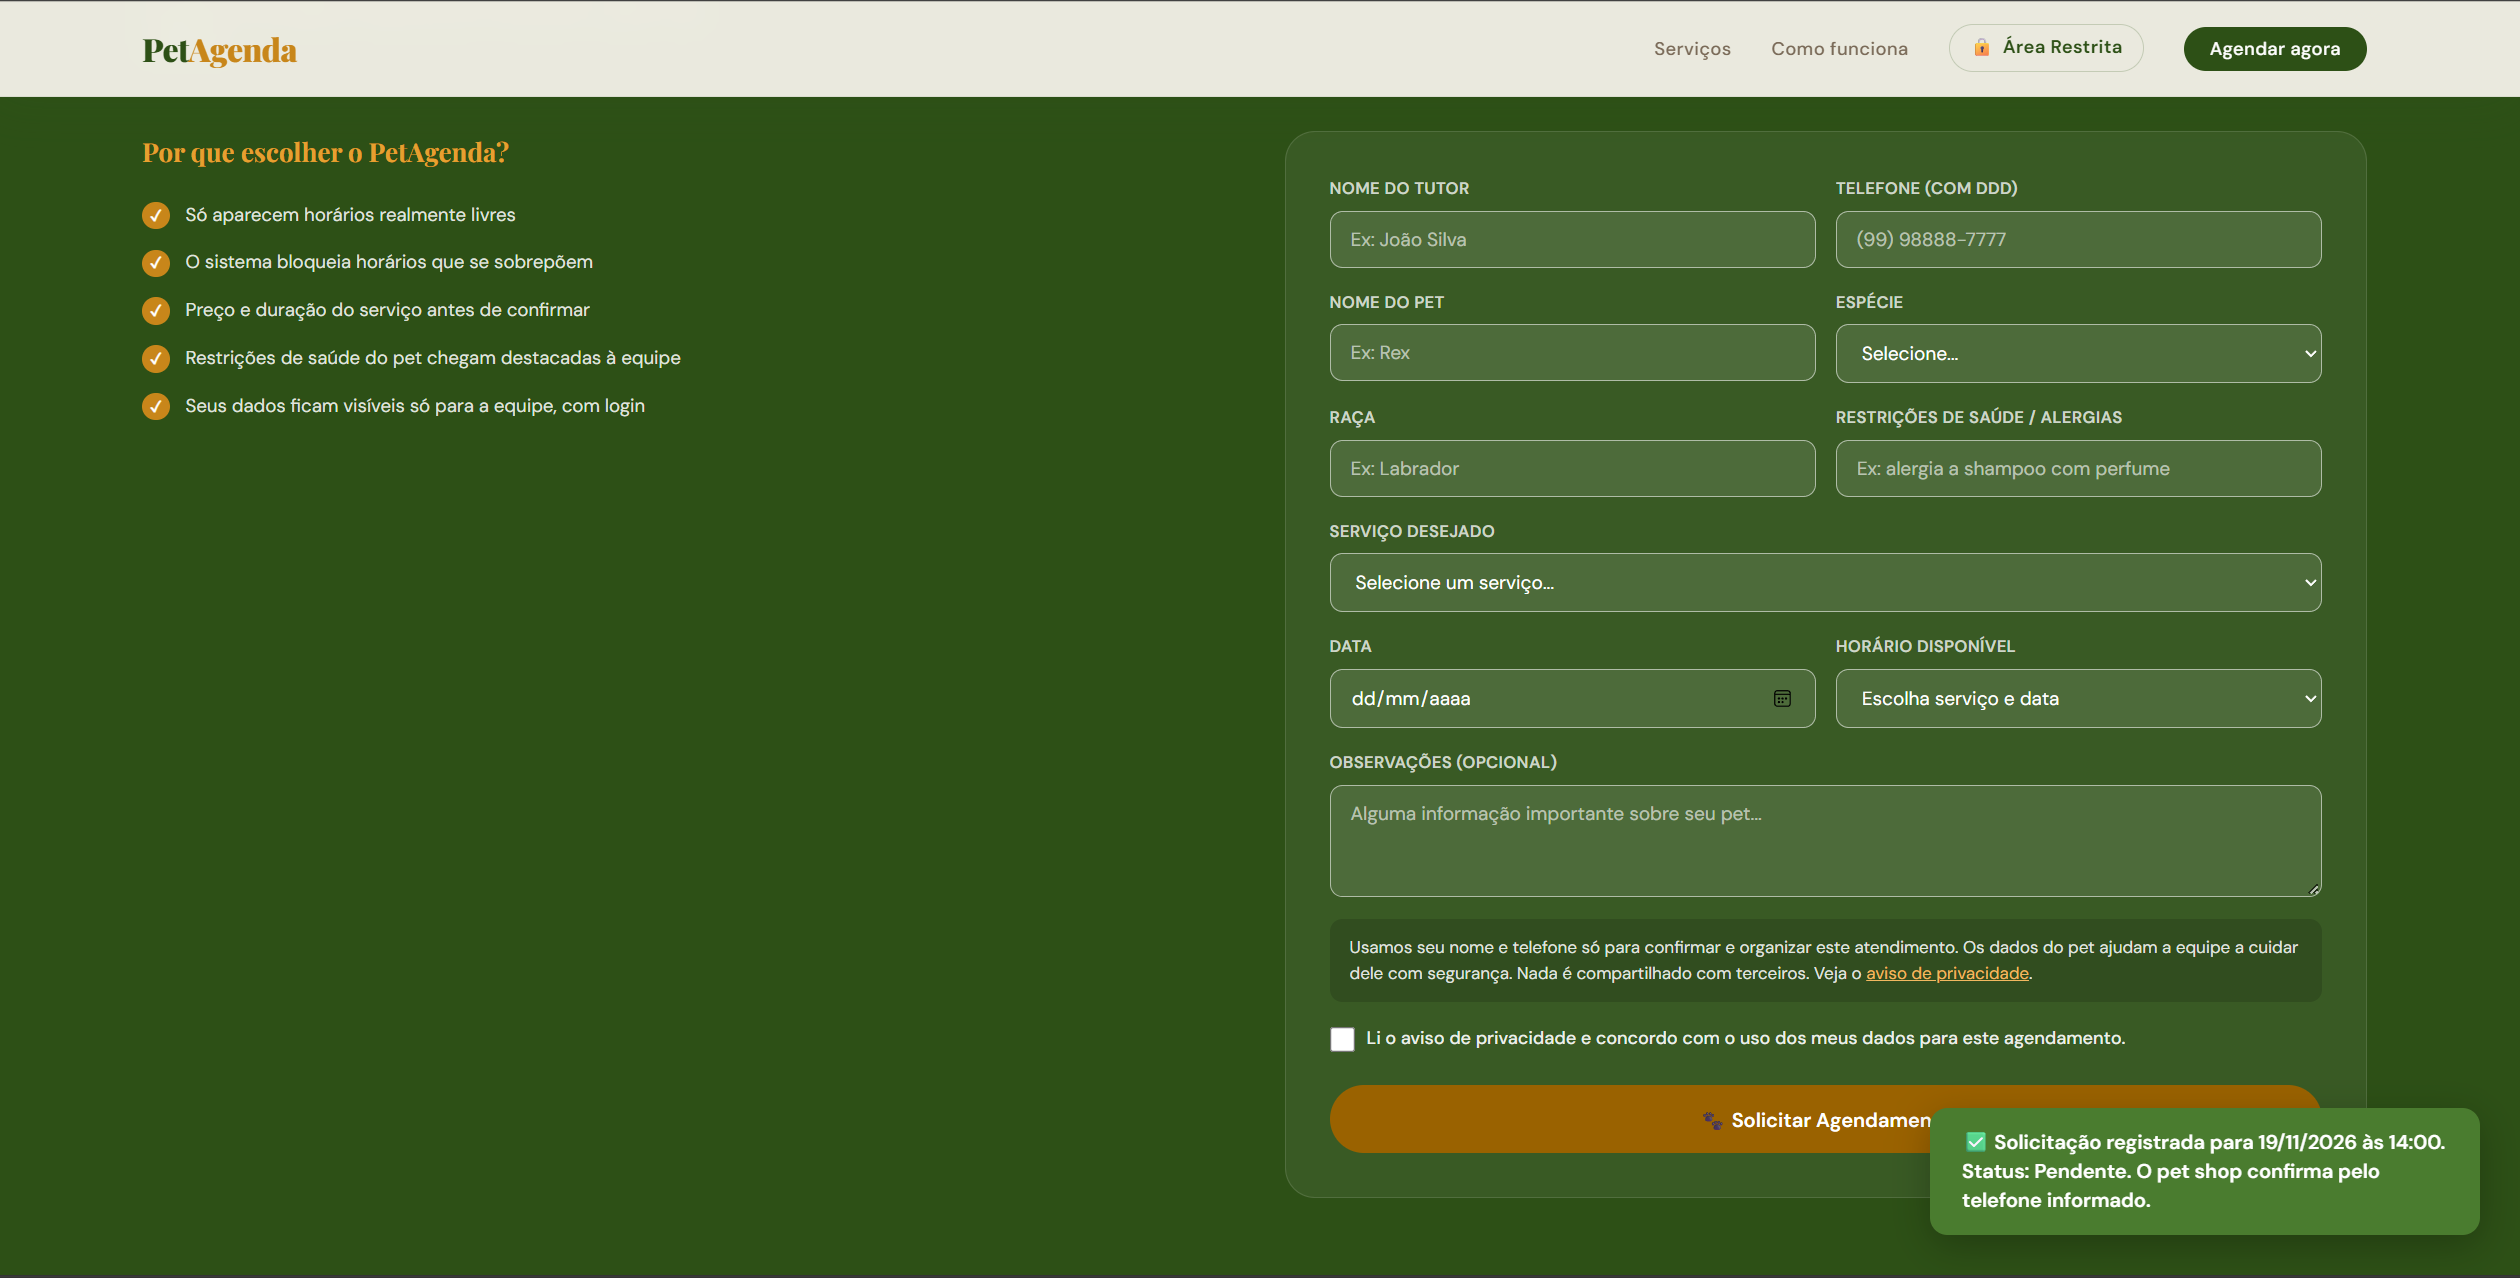 PetAgenda
Serviços
Como funciona
🔒 Área Restrita
Agendar agora
Por que escolher o PetAgenda?
✓ Só aparecem horários realmente livres
✓ O sistema bloqueia horários que se sobrepõem
✓ Preço e duração do serviço antes de confirmar
✓ Restrições de saúde do pet chegam destacadas à equipe
✓ Seus dados ficam visíveis só para a equipe, com login
NOME DO TUTOR
Ex: João Silva
TELEFONE (COM DDD)
(99) 98888-7777
NOME DO PET
Ex: Rex
ESPÉCIE
Selecione...
RAÇA
Ex: Labrador
RESTRIÇÕES DE SAÚDE / ALERGIAS
Ex: alergia a shampoo com perfume
SERVIÇO DESEJADO
Selecione um serviço...
DATA
dd/mm/aaaa
HORÁRIO DISPONÍVEL
Escolha serviço e data
OBSERVAÇÕES (OPCIONAL)
Alguma informação importante sobre seu pet...
Usamos seu nome e telefone só para confirmar e organizar este atendimento. Os dados do pet ajudam a equipe a cuidar
dele com segurança. Nada é compartilhado com terceiros. Veja o aviso de privacidade.
Li o aviso de privacidade e concordo com o uso dos meus dados para este agendamento.
🐾 Solicitar Agendamen
✅ Solicitação registrada para 19/11/2026 às 14:00.
Status: Pendente. O pet shop confirma pelo
telefone informado.